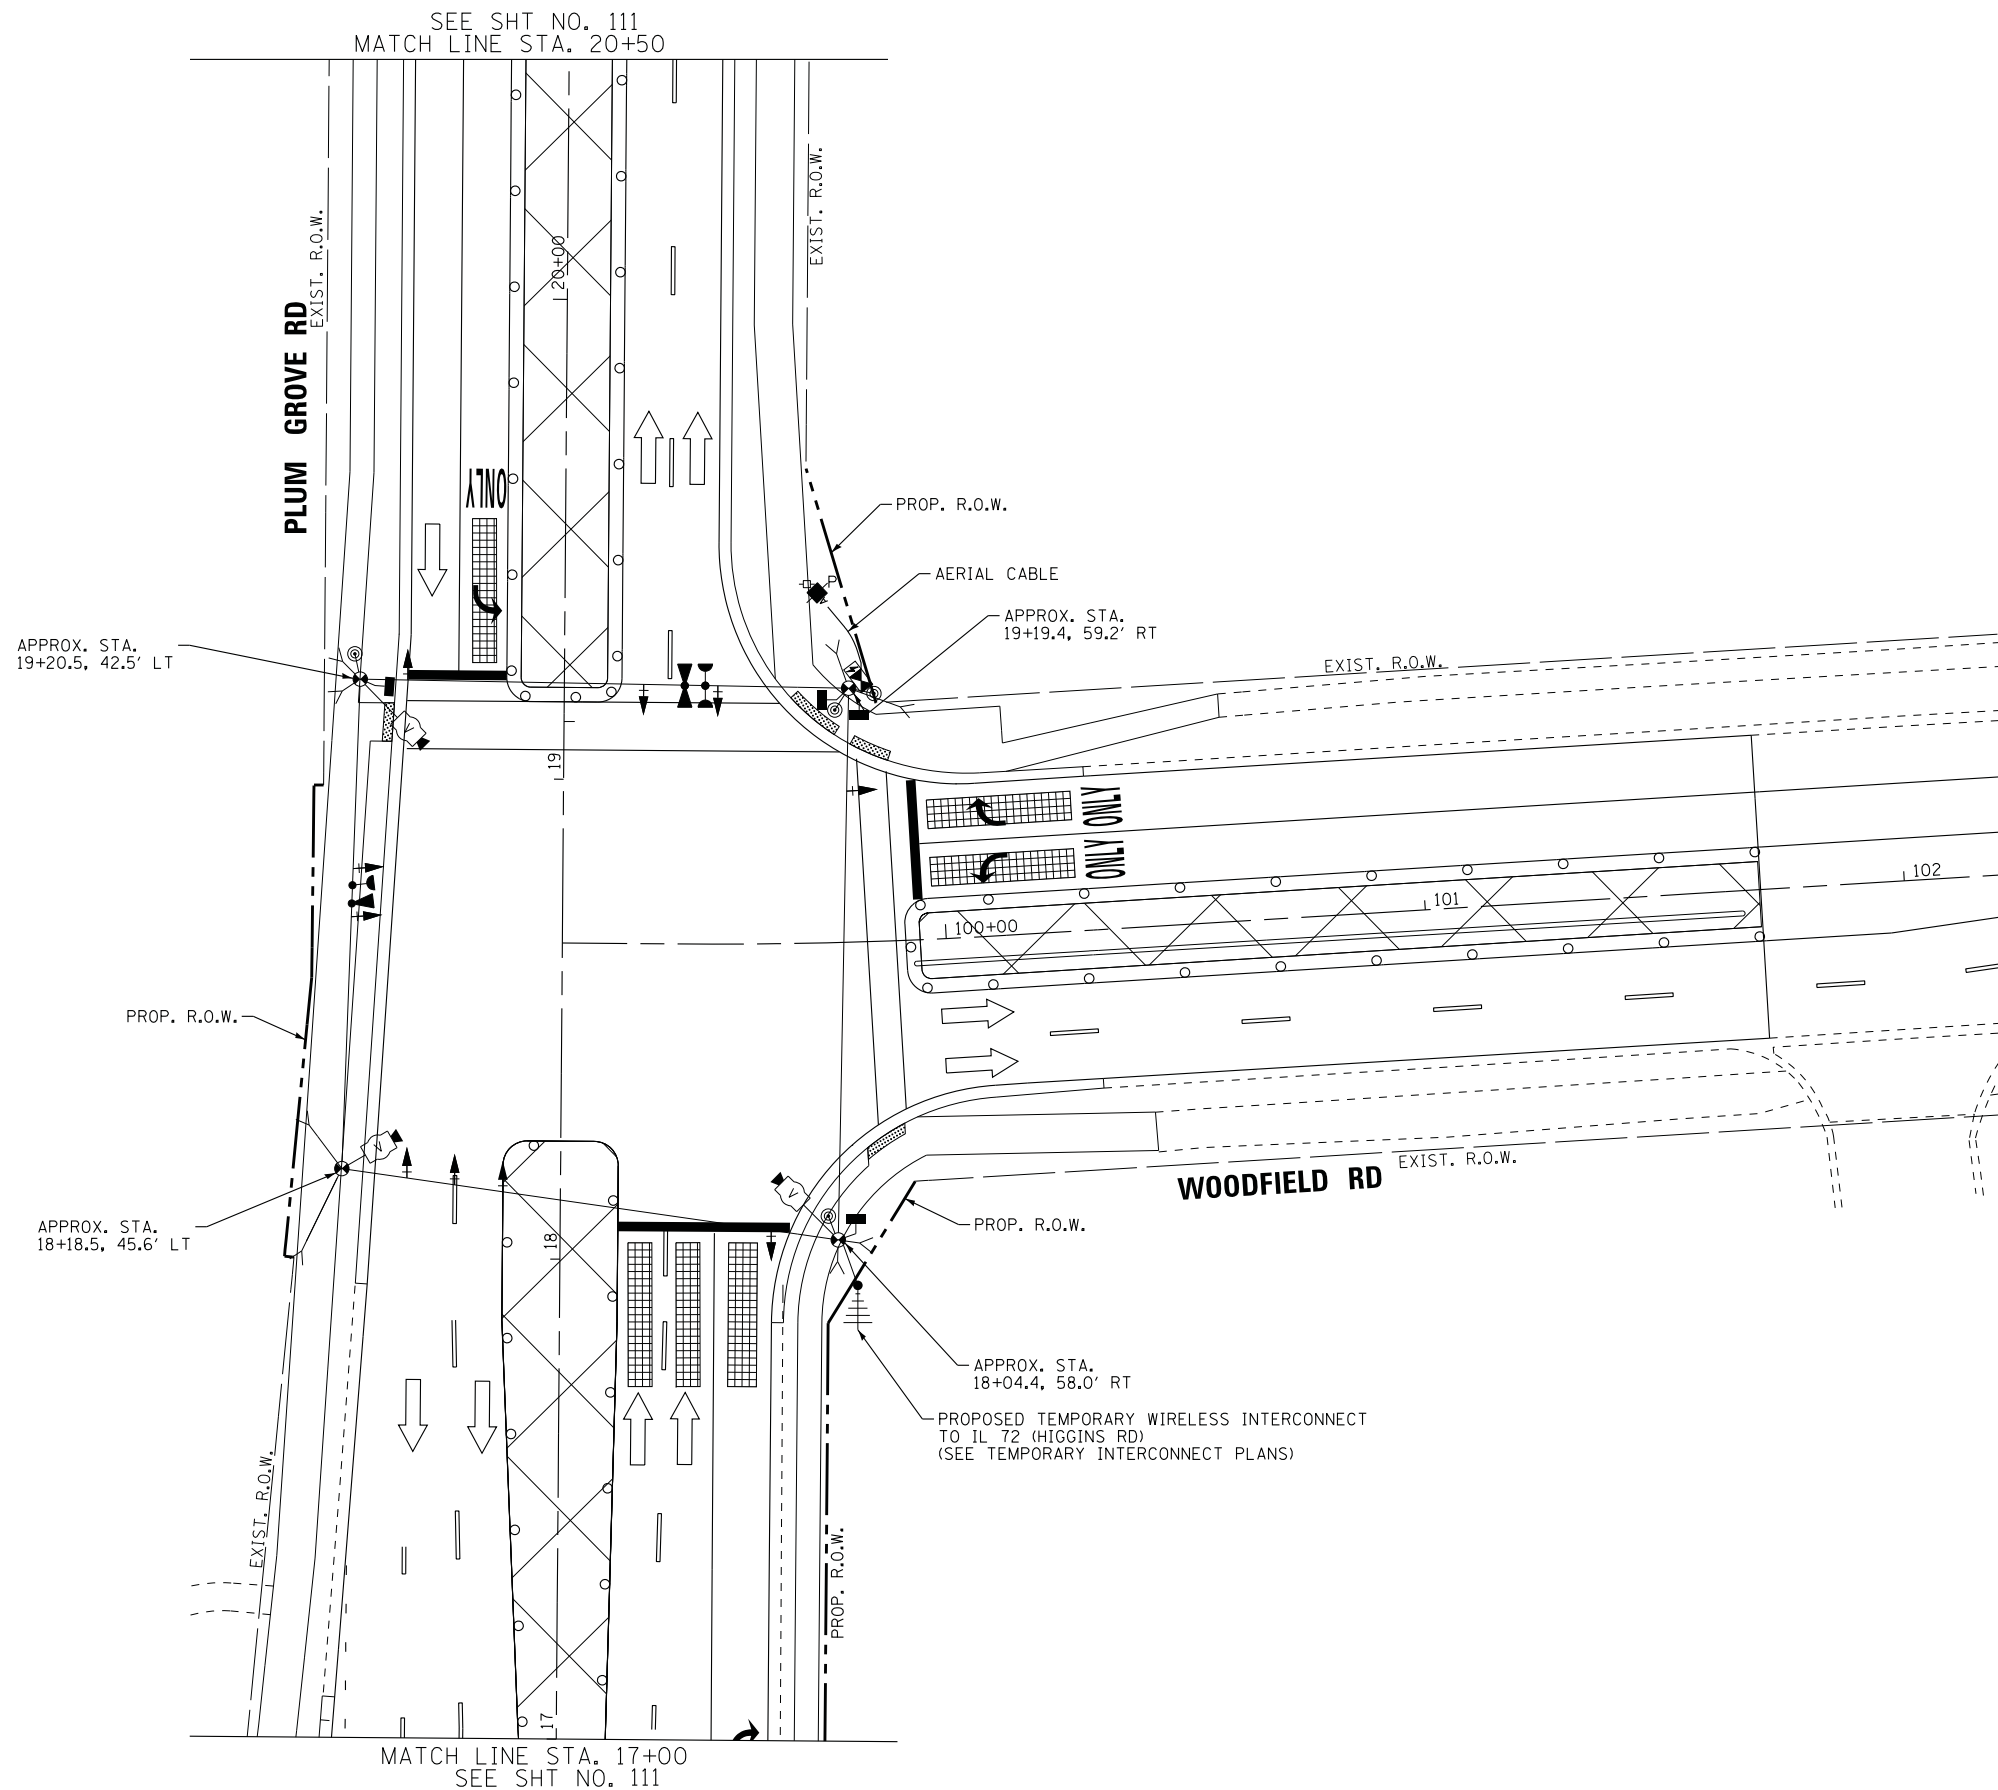 SEE SHT NO. 111
MATCH LINE STA. 20+50
EXIST. R.O.W.
EXIST. R.O.W.
20+00
PLUM GROVE RD
ONLY
PROP. R.O.W.
P
AERIAL CABLE
APPROX. STA.
19+19.4, 59.2' RT
APPROX. STA.
19+20.5, 42.5' LT
EXIST. R.O.W.
V
19
ONLY
ONLY
102
101
100+00
PROP. R.O.W.
V
EXIST. R.O.W.
WOODFIELD RD
V
PROP. R.O.W.
APPROX. STA.
18+18.5, 45.6' LT
18
APPROX. STA.
18+04.4, 58.0' RT
PROPOSED TEMPORARY WIRELESS INTERCONNECT
TO IL 72 (HIGGINS RD)
(SEE TEMPORARY INTERCONNECT PLANS)
EXIST. R.O.W.
PROP. R.O.W.
17
MATCH LINE STA. 17+00
SEE SHT NO. 111